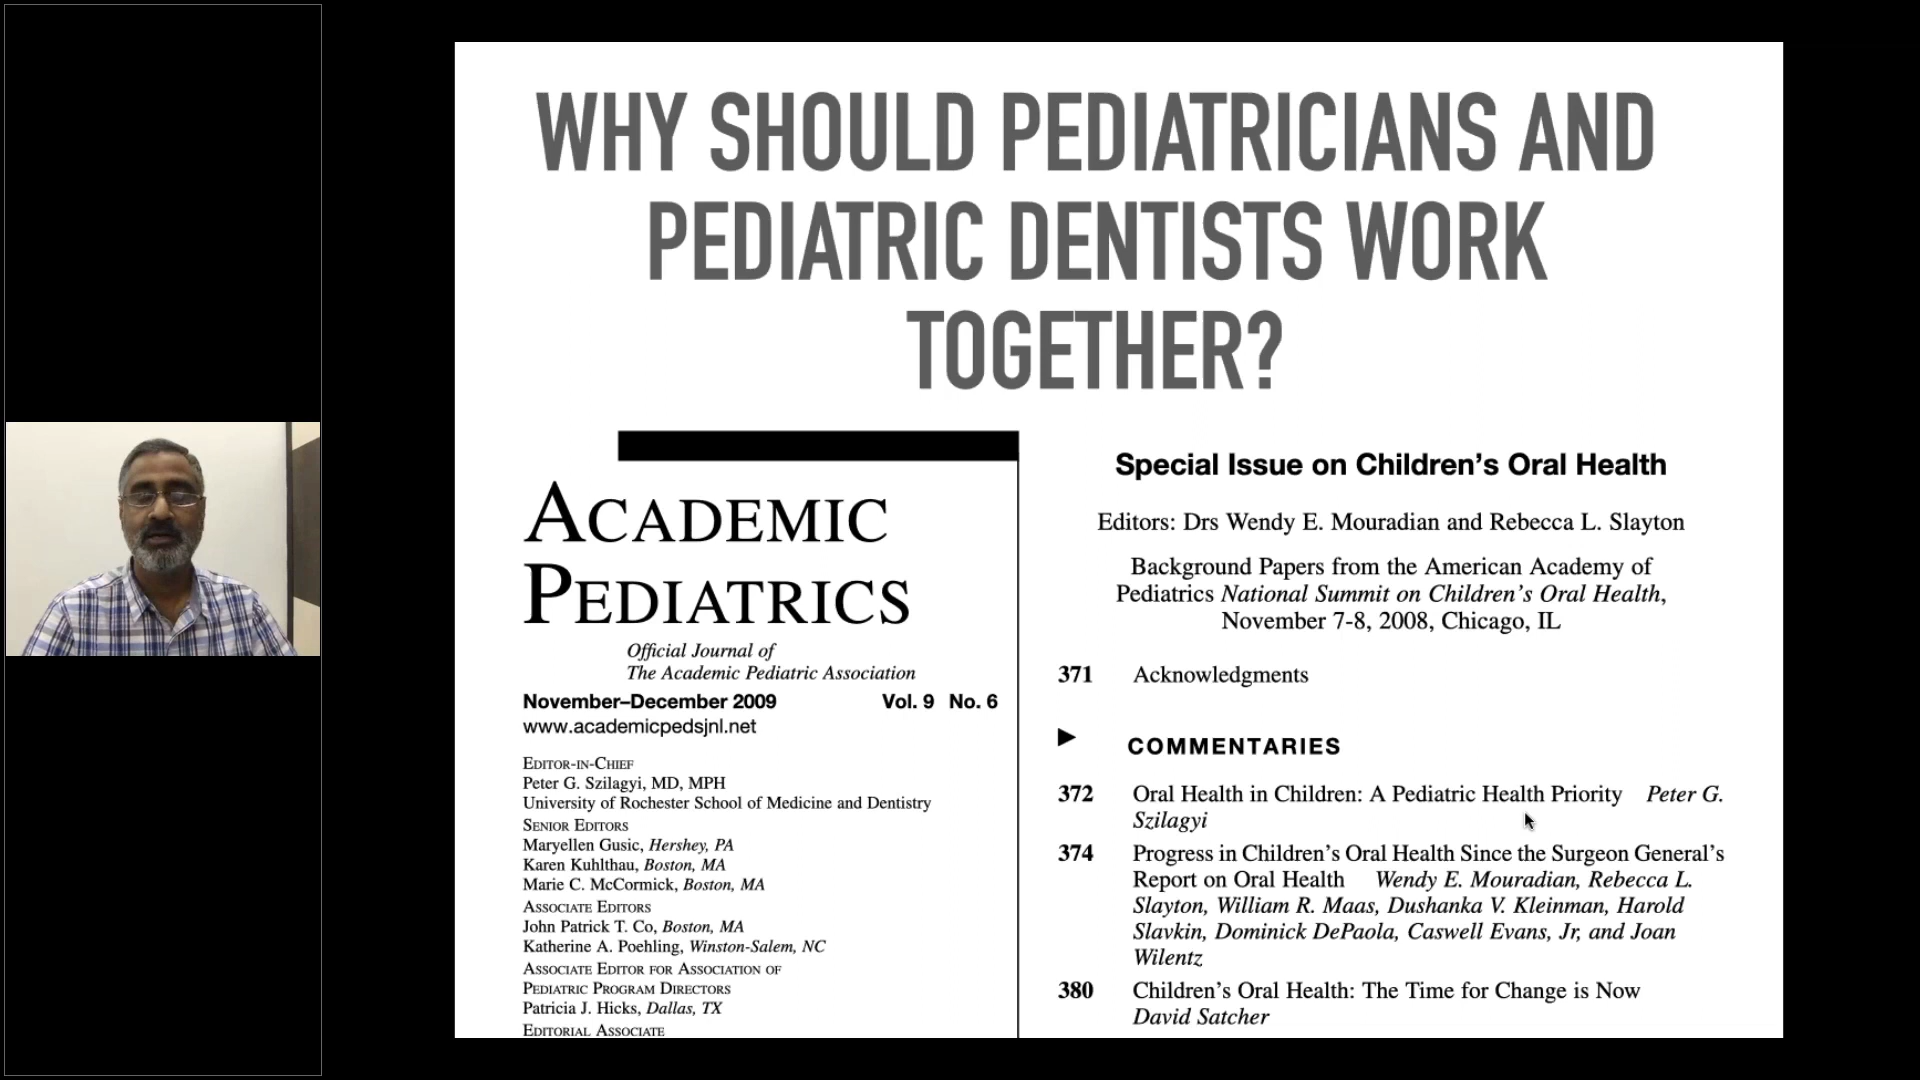 WHY SHOULD PEDIATRICIANS AND
PEDIATRIC DENTISTS WORK
TOGETHER?
ACADEMIC
PEDIATRICS
Official Journal of
The Academic Pediatric Association
November–December 2009 Vol. 9 No. 6
www.academicpedsjnl.net
EDITOR-IN-CHIEF
Peter G. Szilagyi, MD, MPH
University of Rochester School of Medicine and Dentistry
SENIOR EDITORS
Maryellen Gusic, Hershey, PA
Karen Kuhlthau, Boston, MA
Marie C. McCormick, Boston, MA
ASSOCIATE EDITORS
John Patrick T. Co, Boston, MA
Katherine A. Poehling, Winston-Salem, NC
ASSOCIATE EDITOR FOR ASSOCIATION OF
PEDIATRIC PROGRAM DIRECTORS
Patricia J. Hicks, Dallas, TX
EDITORIAL ASSOCIATE
Special Issue on Children’s Oral Health
Editors: Drs Wendy E. Mouradian and Rebecca L. Slayton
Background Papers from the American Academy of
Pediatrics National Summit on Children’s Oral Health,
November 7-8, 2008, Chicago, IL
371 Acknowledgments
COMMENTARIES
372 Oral Health in Children: A Pediatric Health Priority Peter G.
Szilagyi
374 Progress in Children’s Oral Health Since the Surgeon General’s
Report on Oral Health Wendy E. Mouradian, Rebecca L.
Slayton, William R. Maas, Dushanka V. Kleinman, Harold
Slavkin, Dominick DePaola, Caswell Evans, Jr, and Joan
Wilentz
380 Children’s Oral Health: The Time for Change is Now
David Satcher